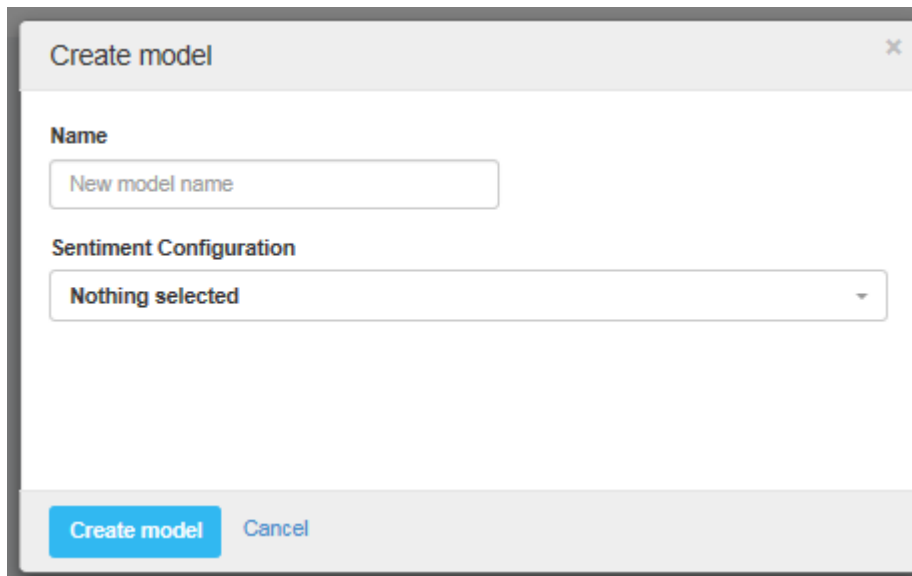 Create model
×
Name
New model name
Sentiment Configuration
Nothing selected
Create model Cancel